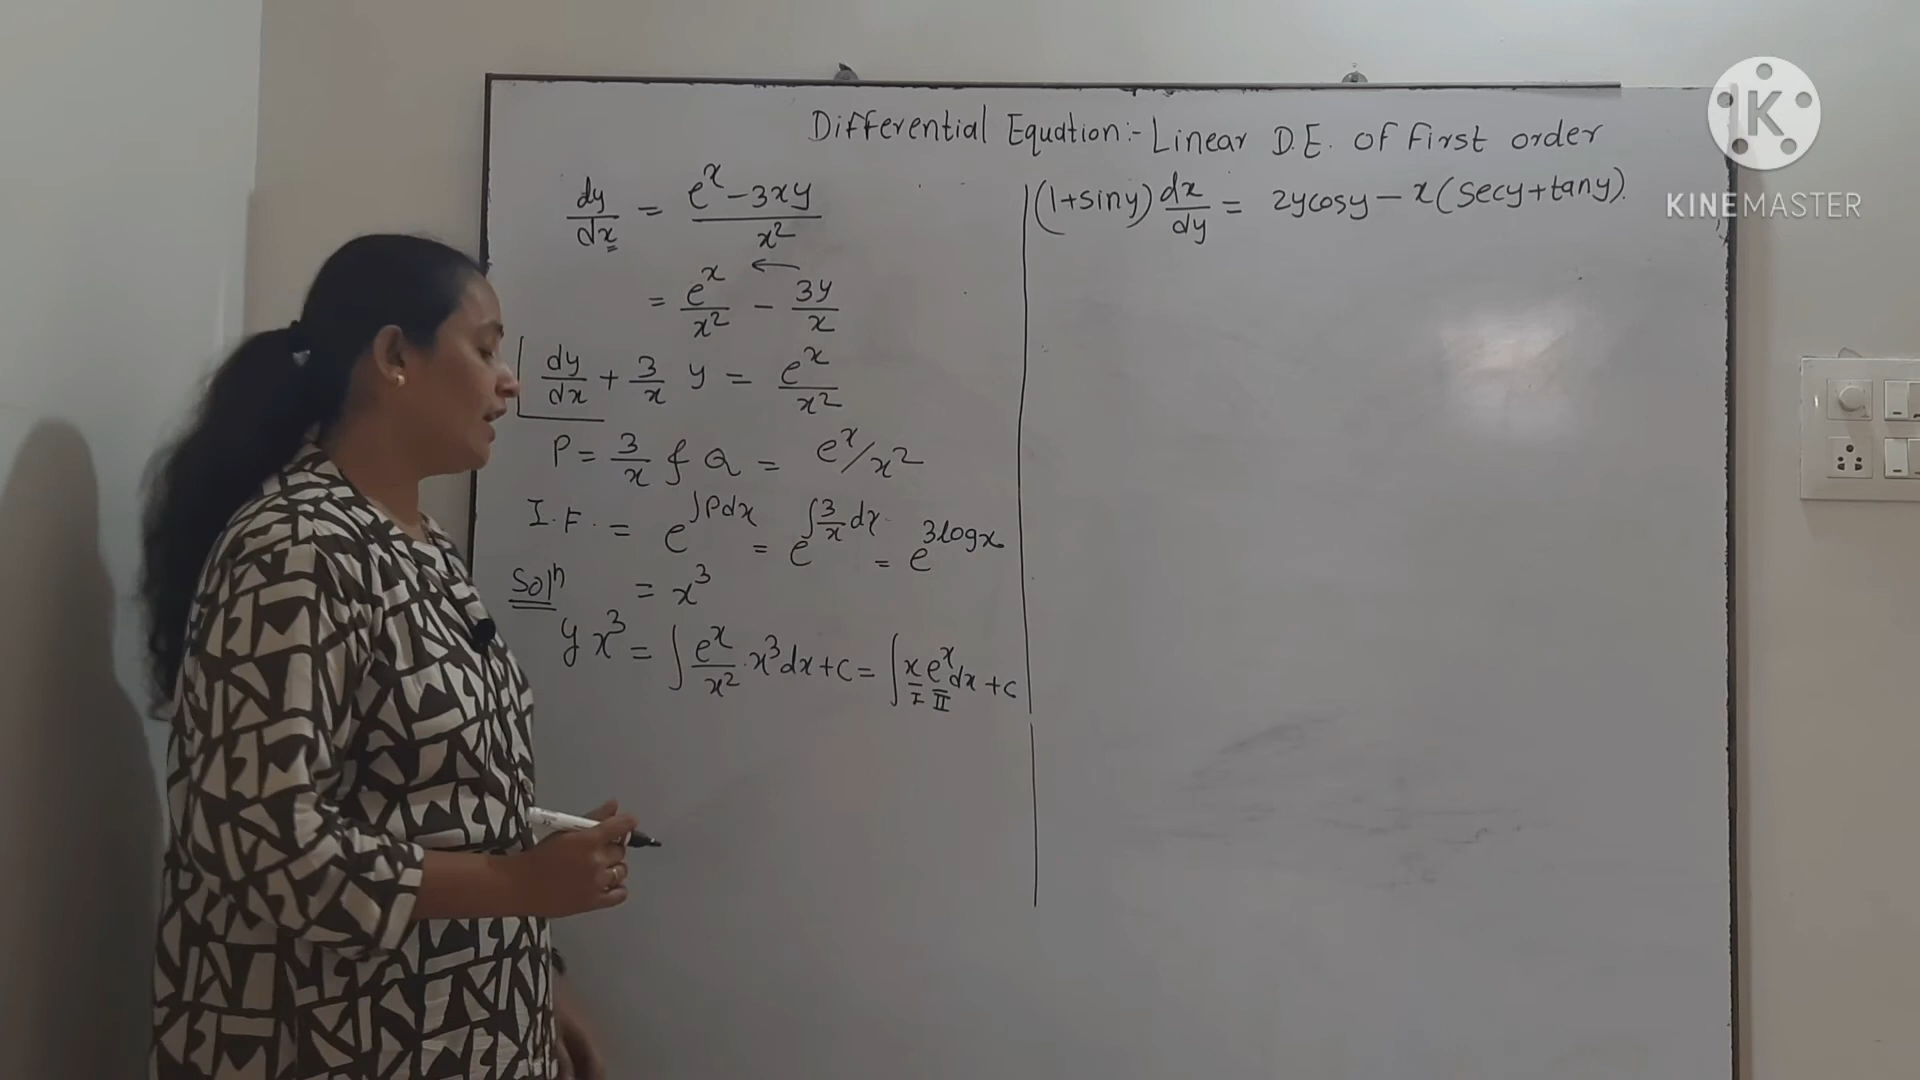 Differential Equation:- Linear D.E. of First order
dy/dx = (e^x - 3xy)/x^2
= e^x/x^2 - 3y/x
dy/dx + 3/x y = e^x/x^2
P = 3/x & Q = e^x/x^2
I.F. = e^∫Pdx = e^∫3/x dx = e^3logx
= x^3
Soln
y x^3 = ∫ e^x/x^2 . x^3 dx + c = ∫ x e^x dx + c
I II
(1+siny) dx/dy = 2ycosy - x(secy+tany).
K
KINEMASTER